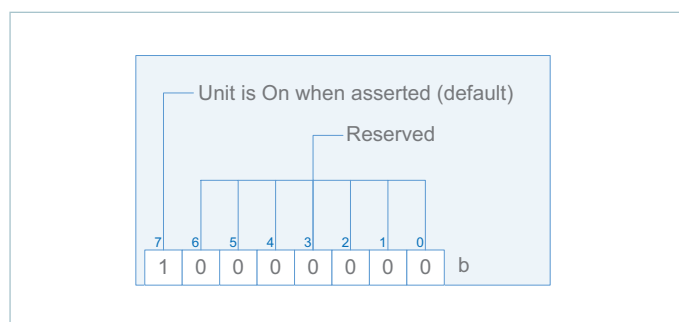 Unit is On when asserted (default)
Reserved
7 6 5 4 3 2 1 0
1 0 0 0 0 0 0 0 b